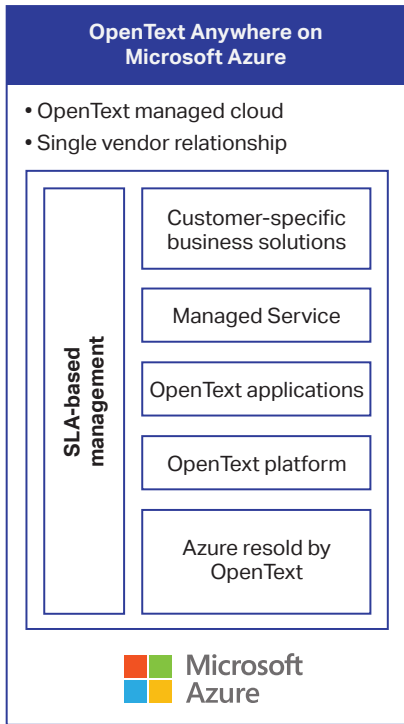 OpenText Anywhere on
Microsoft Azure
• OpenText managed cloud
• Single vendor relationship
SLA-based
management
Customer-specific
business solutions
Managed Service
OpenText applications
OpenText platform
Azure resold by
OpenText
Microsoft
Azure